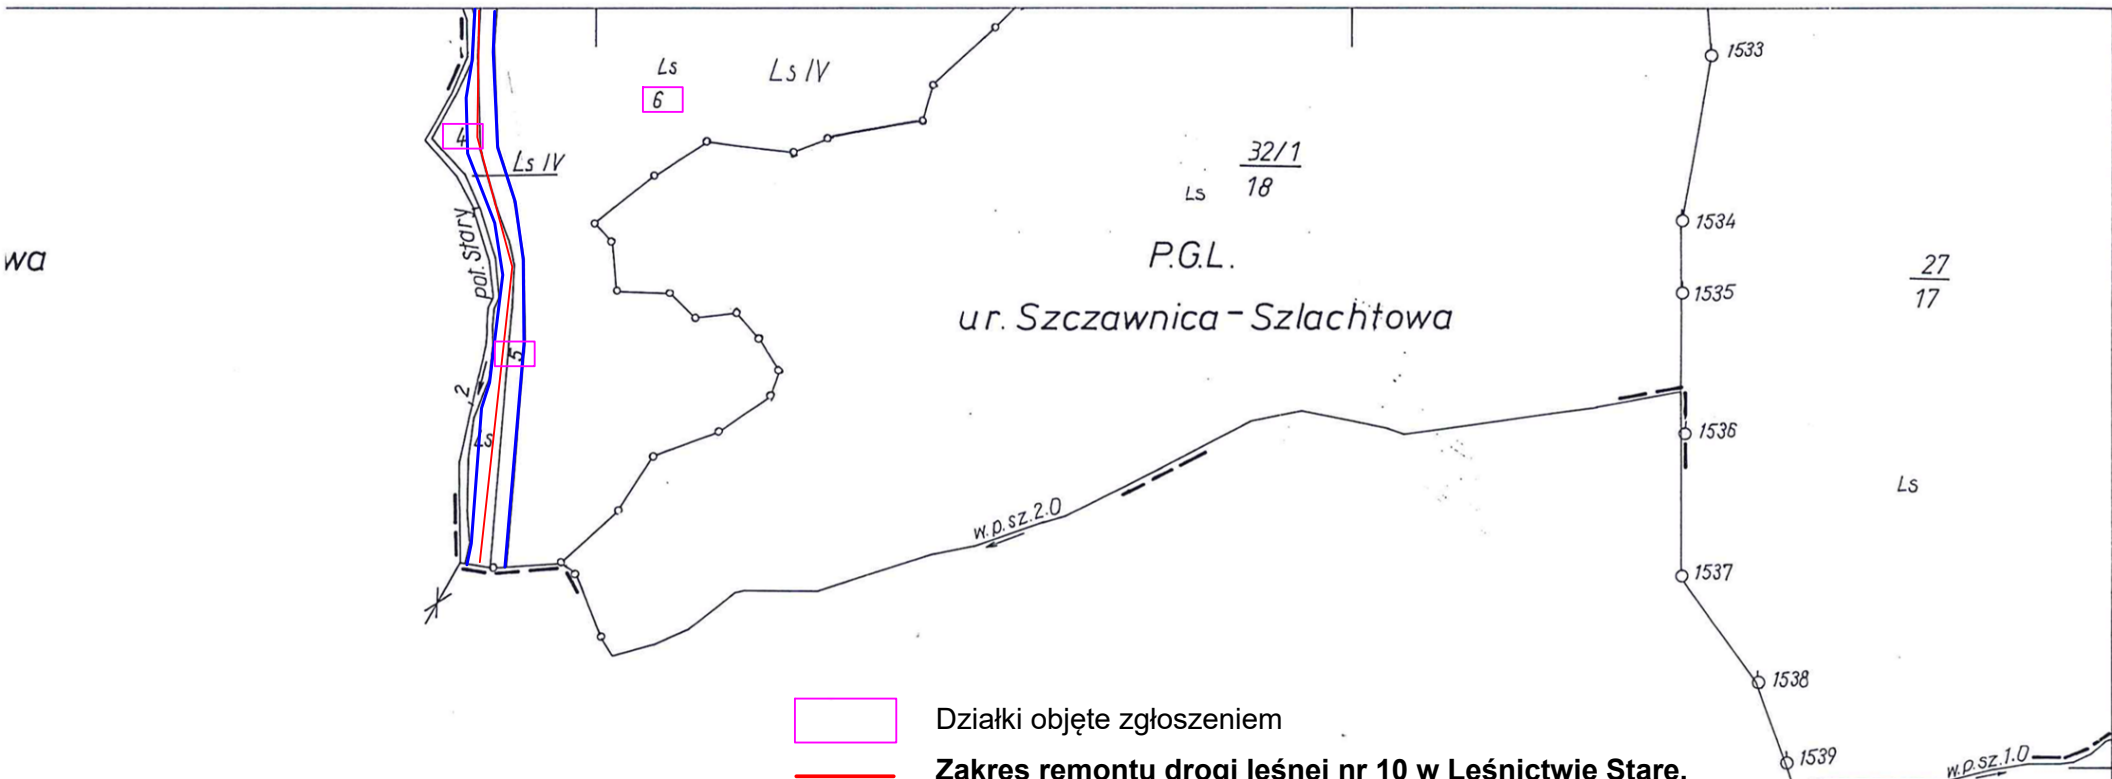 1533
Ls
Ls IV
6
4
Ls IV
32/1
18
Ls
1534
pot. Stary
wa
P.G.L.
27
17
1535
ur. Szczawnica-Szlachtowa
5
2
1536
Ls
Ls
w.p.sz.2.0
1537
1538
Działki objęte zgłoszeniem
1539
w.p.sz.1.0
Zakres remontu drogi leśnej nr 10 w Leśnictwie Stare,